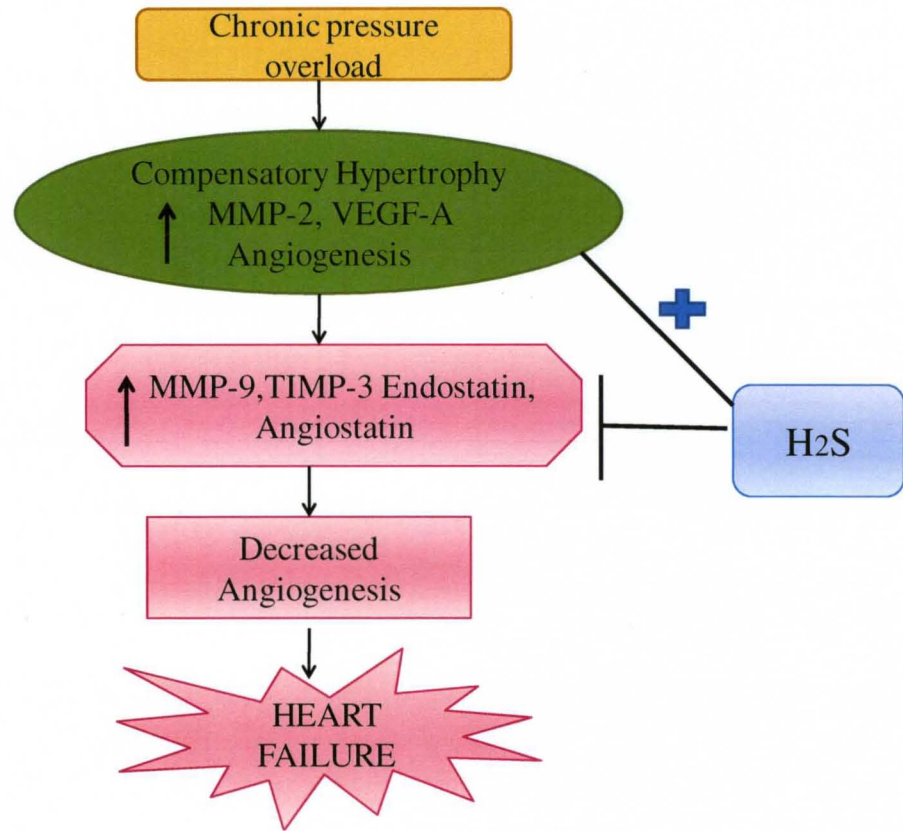 Chronic pressure
overload
Compensatory Hypertrophy
MMP-2, VEGF-A
Angiogenesis
MMP-9,TIMP-3 Endostatin,
Angiostatin
H2S
Decreased
Angiogenesis
HEART
FAILURE